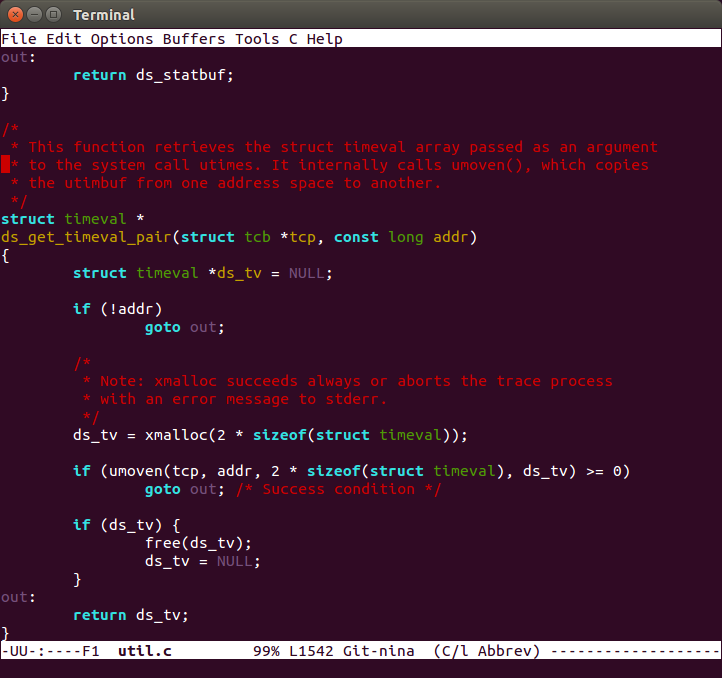 Terminal
File Edit Options Buffers Tools C Help
out:
        return ds_statbuf;
}

/*
 * This function retrieves the struct timeval array passed as an argument
 * to the system call utimes. It internally calls umoven(), which copies
 * the utimbuf from one address space to another.
 */
struct timeval *
ds_get_timeval_pair(struct tcb *tcp, const long addr)
{
        struct timeval *ds_tv = NULL;

        if (!addr)
                goto out;

        /*
         * Note: xmalloc succeeds always or aborts the trace process
         * with an error message to stderr.
         */
        ds_tv = xmalloc(2 * sizeof(struct timeval));

        if (umoven(tcp, addr, 2 * sizeof(struct timeval), ds_tv) >= 0)
                goto out; /* Success condition */

        if (ds_tv) {
                free(ds_tv);
                ds_tv = NULL;
        }
out:
        return ds_tv;
}
-UU-:----F1  util.c         99% L1542 Git-nina  (C/l Abbrev) -------------------